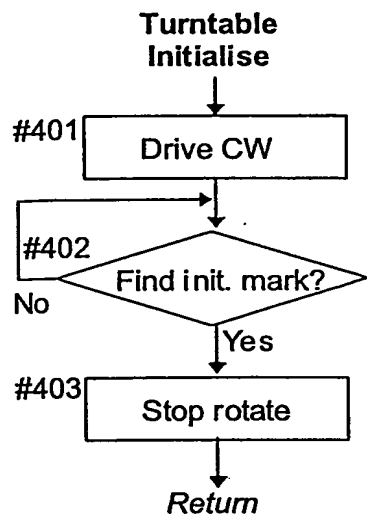 Turntable
Initialise
#401
Drive CW
#402
Find init. mark?
No
Yes
#403
Stop rotate
Return